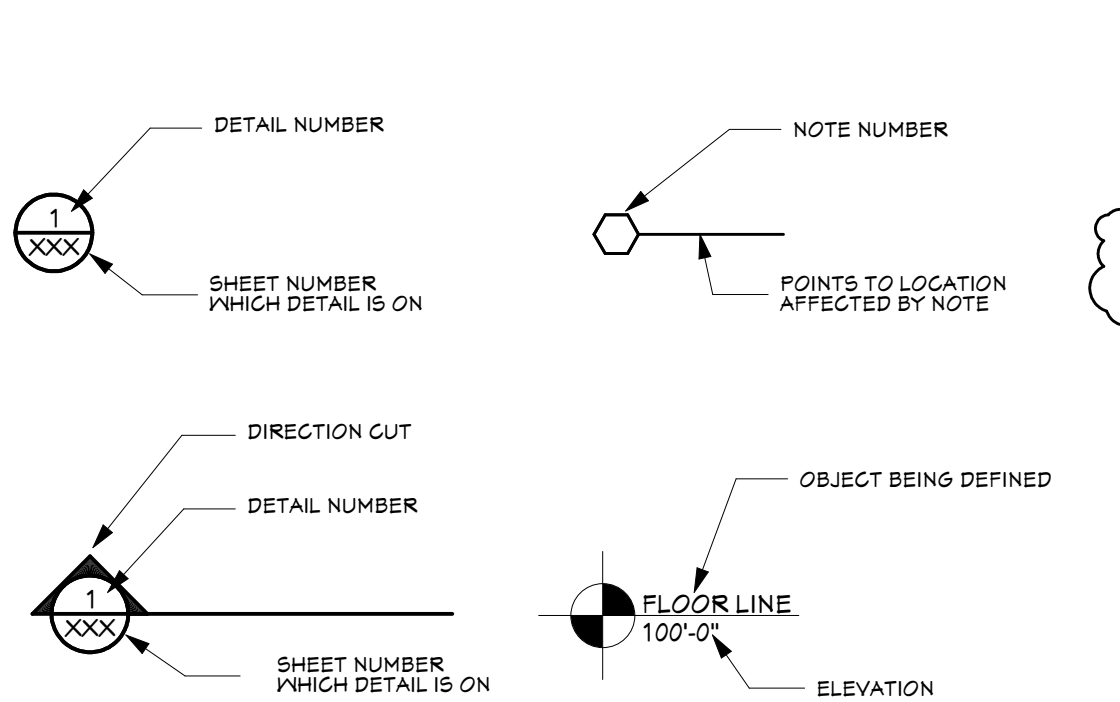 DETAIL NUMBER
1
XXX
SHEET NUMBER
WHICH DETAIL IS ON
NOTE NUMBER
POINTS TO LOCATION
AFFECTED BY NOTE
DIRECTION CUT
DETAIL NUMBER
1
XXX
SHEET NUMBER
WHICH DETAIL IS ON
OBJECT BEING DEFINED
FLOOR LINE
100'-0"
ELEVATION